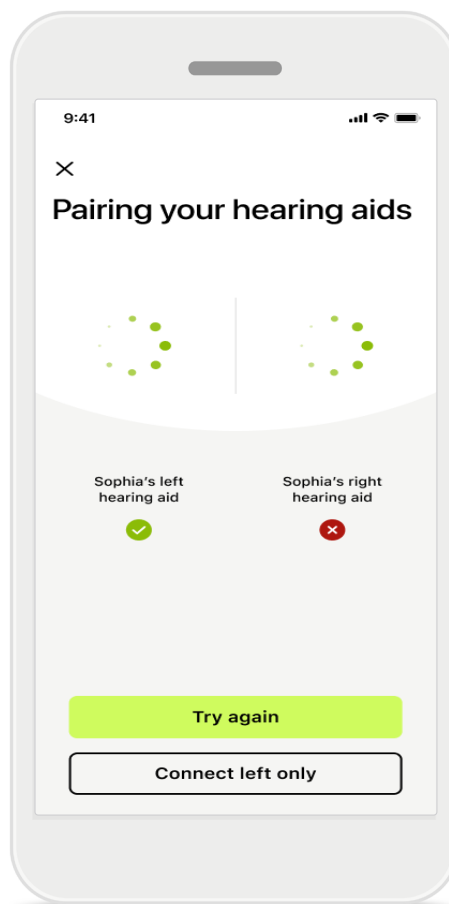 9:41
Pairing your hearing aids
Sophia's left
hearing aid
Sophia's right
hearing aid
Try again
Connect left only